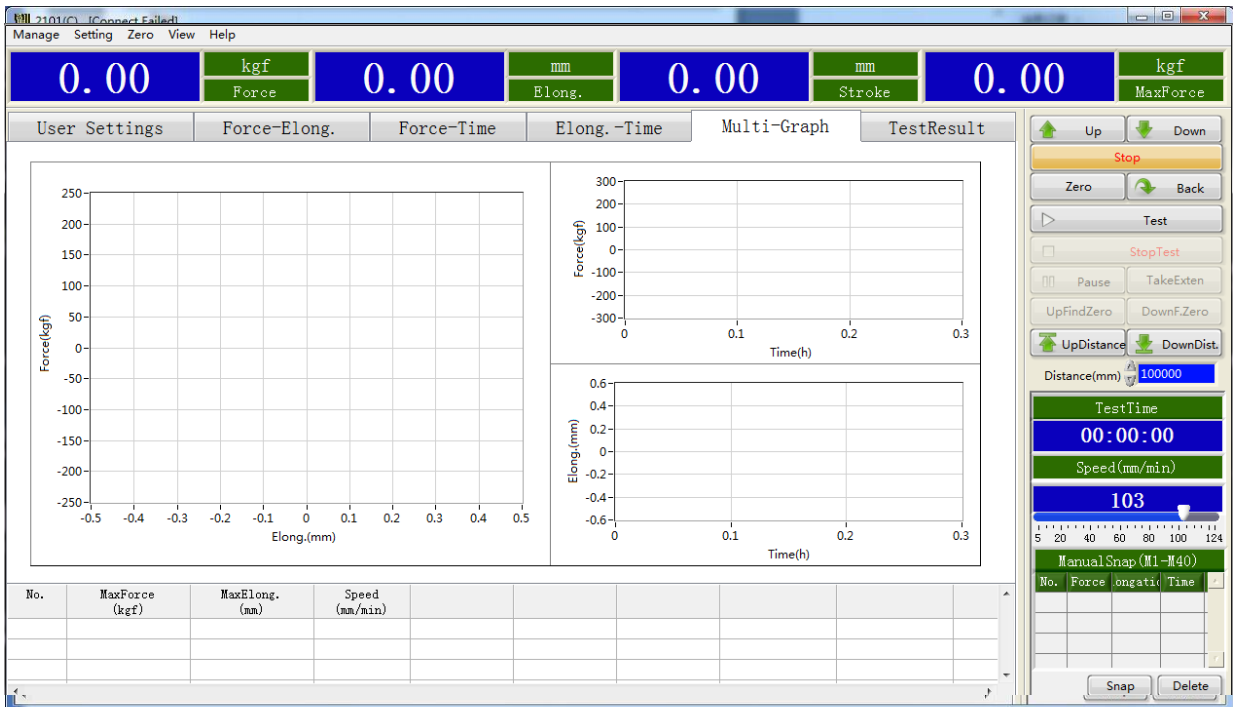 2101(C) [Connect Failed]
Manage Setting Zero View Help
0.00 kgf Force 0.00 mm Elong. 0.00 mm Stroke 0.00 kgf MaxForce
User Settings Force-Elong. Force-Time Elong.-Time Multi-Graph TestResult
250
200
150
100
50
0
-50
-100
-150
-200
-250
Force(kgf)
-0.5 -0.4 -0.3 -0.2 -0.1 0 0.1 0.2 0.3 0.4 0.5
Elong.(mm)
300
200
100
0
-100
-200
-300
Force(kgf)
0 0.1 0.2 0.3
Time(h)
0.6
0.4
0.2
0
-0.2
-0.4
-0.6
Elong.(mm)
0 0.1 0.2 0.3
Time(h)
No. MaxForce MaxElong. Speed
(kgf) (mm) (mm/min)
Up Down
Stop
Zero Back
Test
StopTest
Pause TakeExten
UpFindZero DownF.Zero
UpDistance DownDist.
Distance(mm) 100000
TestTime
00:00:00
Speed(mm/min)
103
5 20 40 60 80 100 124
ManualSnap(M1-M40)
No. Force .ongati Time
Snap Delete